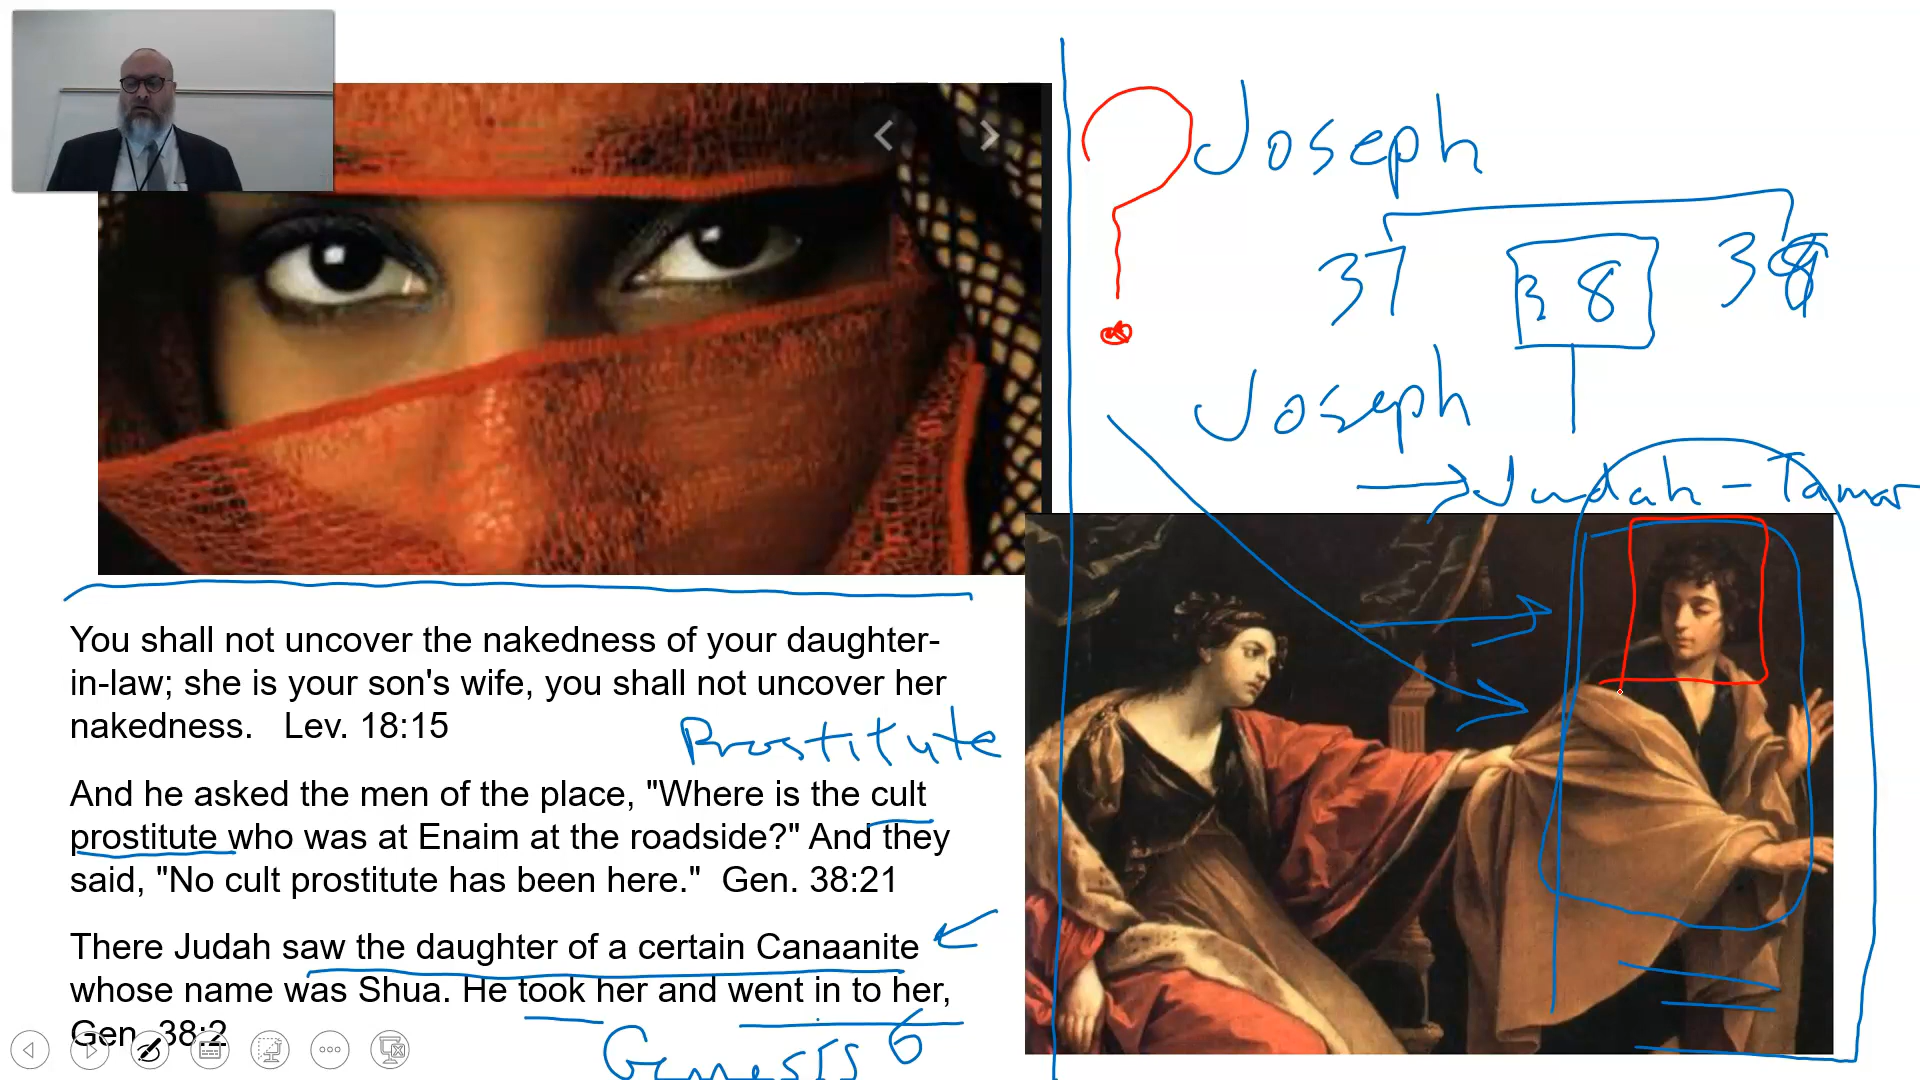 You shall not uncover the nakedness of your daughter-
in-law; she is your son's wife, you shall not uncover her
nakedness. Lev. 18:15
Prostitute
And he asked the men of the place, "Where is the cult
prostitute who was at Enaim at the roadside?" And they
said, "No cult prostitute has been here." Gen. 38:21
There Judah saw the daughter of a certain Canaanite
whose name was Shua. He took her and went in to her,
Gen. 38:2
Genesis 6
? Joseph
37 38
Joseph
Judah - Tamar